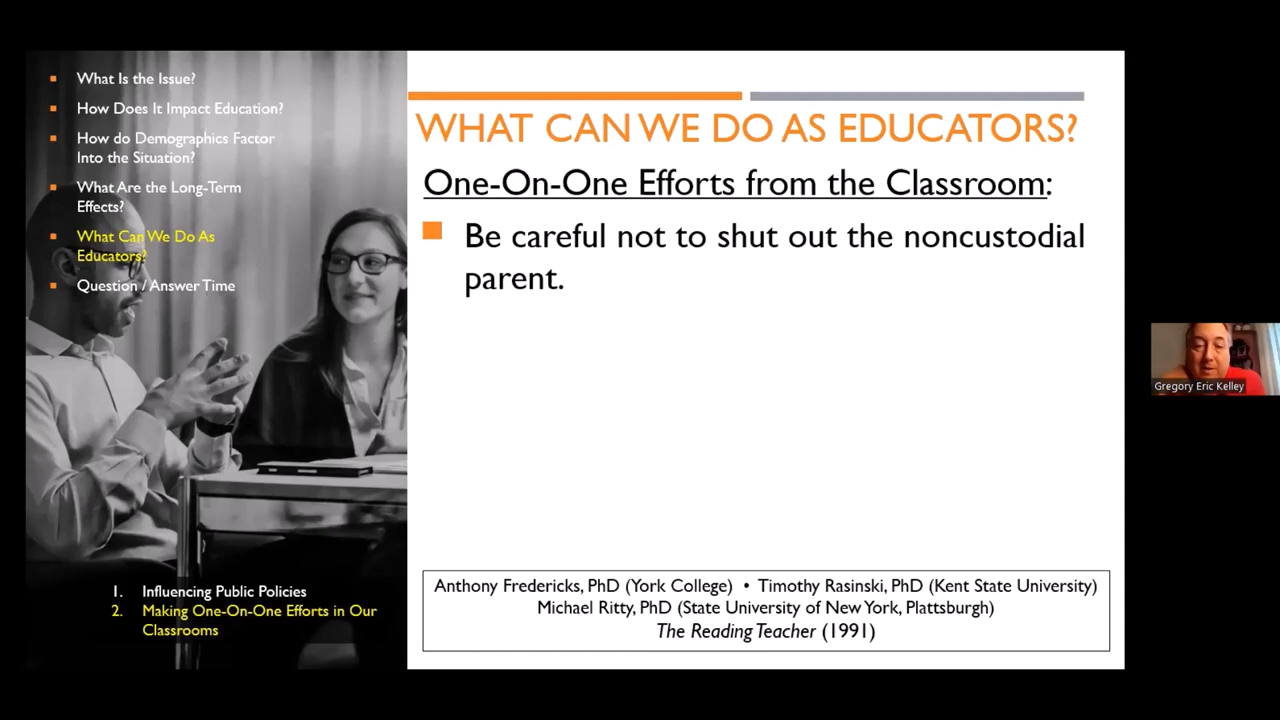 What Is the Issue?
How Does It Impact Education?
How do Demographics Factor
Into the Situation?
What Are the Long-Term
Effects?
What Can We Do As
Educators?
Question / Answer Time
1. Influencing Public Policies
2. Making One-On-One Efforts in Our
Classrooms
WHAT CAN WE DO AS EDUCATORS?
One-On-One Efforts from the Classroom:
Be careful not to shut out the noncustodial
parent.
Anthony Fredericks, PhD (York College) • Timothy Rasinski, PhD (Kent State University)
Michael Ritty, PhD (State University of New York, Plattsburgh)
The Reading Teacher (1991)
Gregory Eric Kelley